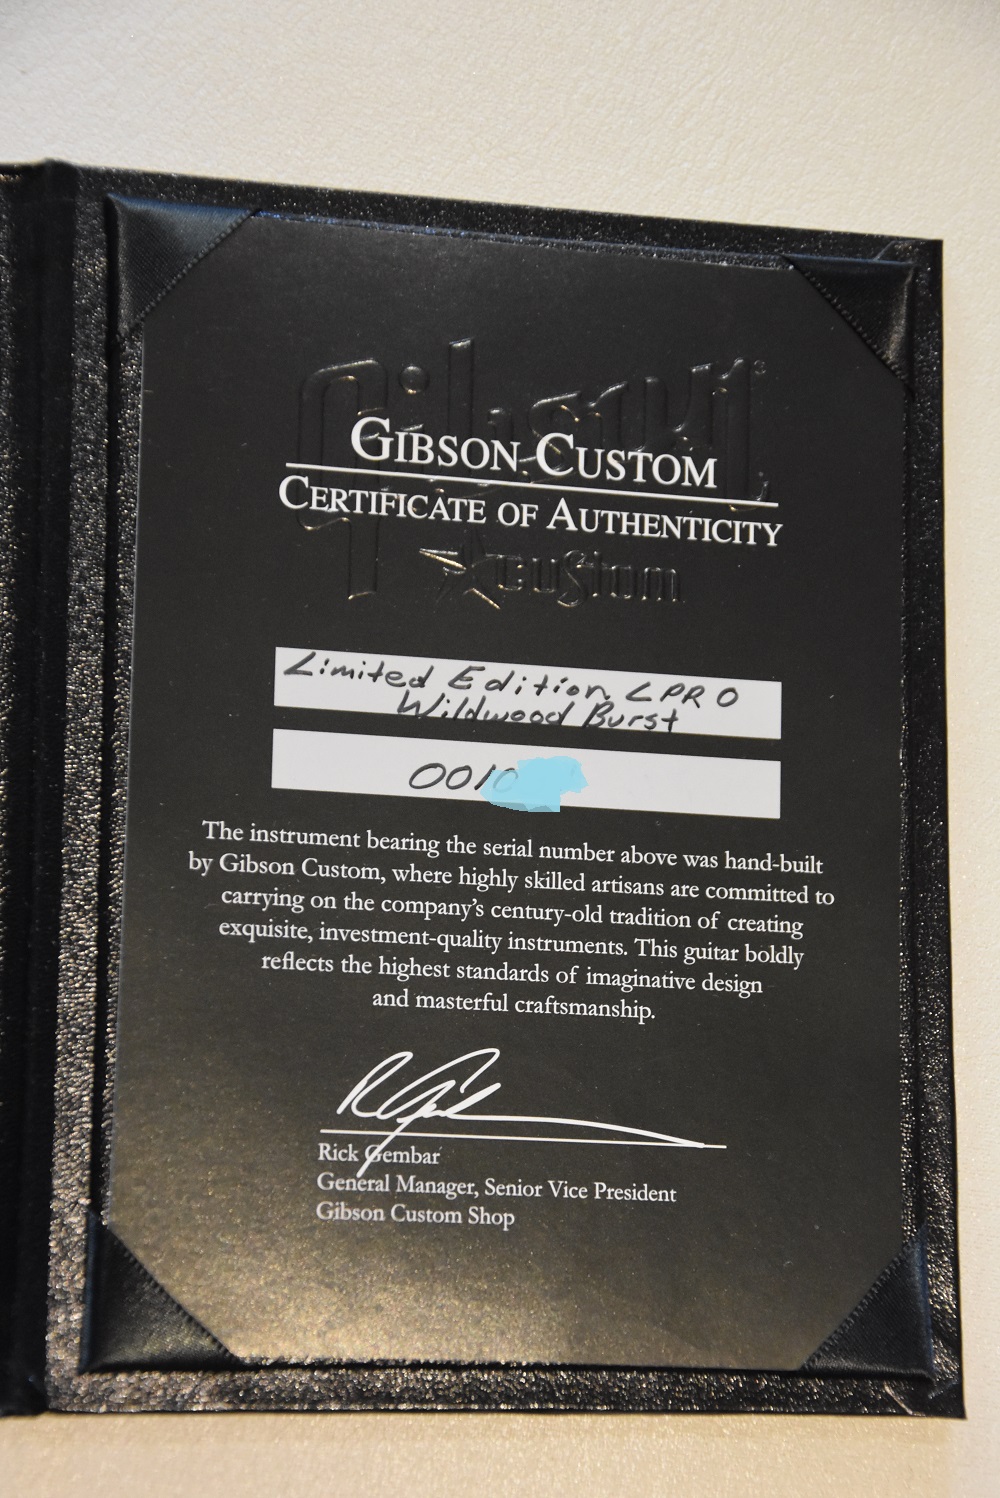 Gibson
GIBSON CUSTOM
CERTIFICATE OF AUTHENTICITY
Custom
Limited Edition LPR O
Wildwood Burst
0010
The instrument bearing the serial number above was hand-built
by Gibson Custom, where highly skilled artisans are committed to
carrying on the company's century-old tradition of creating
exquisite, investment-quality instruments. This guitar boldly
reflects the highest standards of imaginative design
and masterful craftsmanship.
Rick Gembar
General Manager, Senior Vice President
Gibson Custom Shop